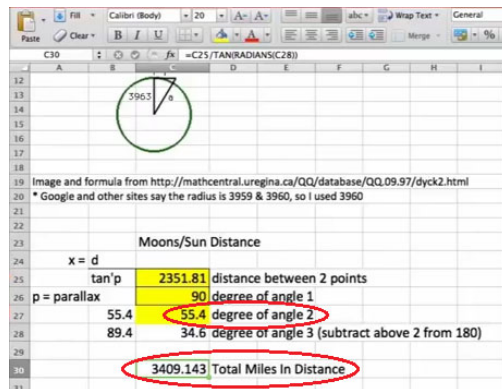 Fill Calibri (Body) 20 A A abc Wrap Text General
Paste Clear B I U A Merge %
C30 fx =C25/TAN(RADIANS(C28))
A B C D E F G H I
12
13 3963 θ
14
15
16
17
18
19 Image and formula from http://mathcentral.uregina.ca/QQ/database/QQ.09.97/dyck2.html
20 * Google and other sites say the radius is 3959 & 3960, so I used 3960
21
22
23 Moons/Sun Distance
24 x = d
25 tan'p 2351.81 distance between 2 points
26 p = parallax 90 degree of angle 1
27 55.4 55.4 degree of angle 2
28 89.4 34.6 degree of angle 3 (subtract above 2 from 180)
29
30 3409.143 Total Miles In Distance
31